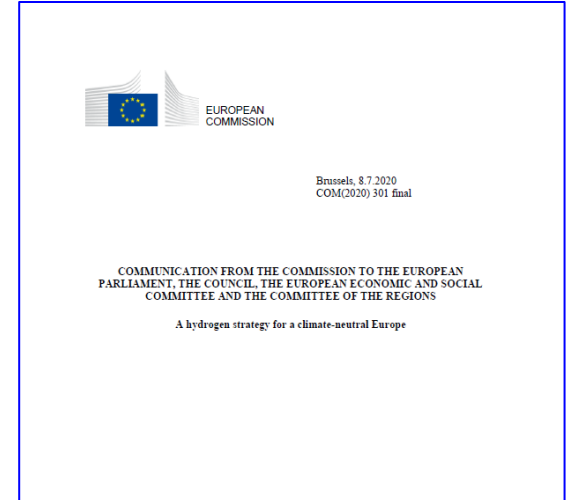 EUROPEAN
COMMISSION
Brussels, 8.7.2020
COM(2020) 301 final
COMMUNICATION FROM THE COMMISSION TO THE EUROPEAN
PARLIAMENT, THE COUNCIL, THE EUROPEAN ECONOMIC AND SOCIAL
COMMITTEE AND THE COMMITTEE OF THE REGIONS
A hydrogen strategy for a climate-neutral Europe